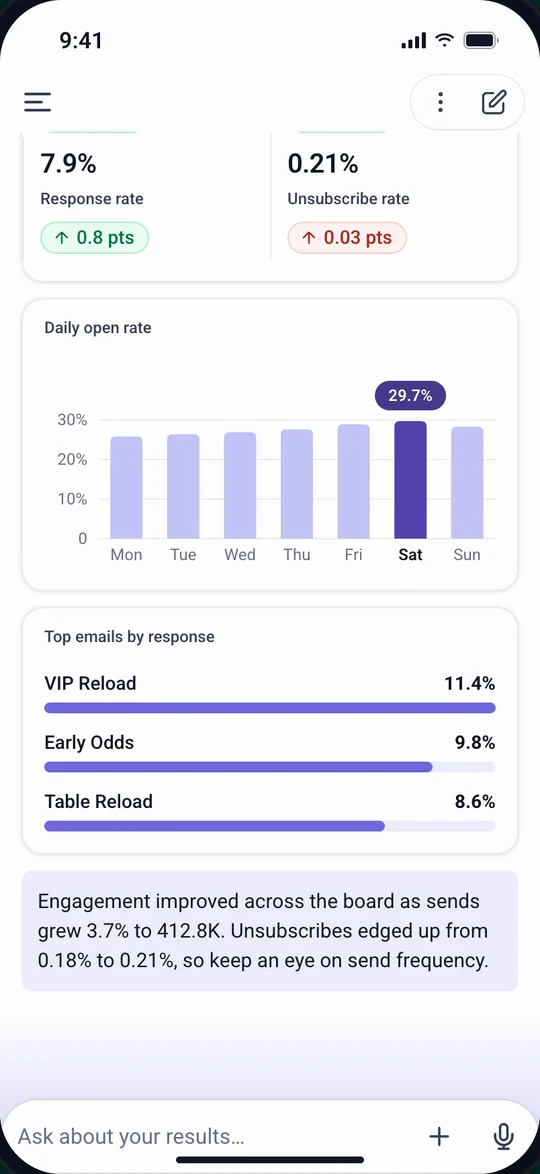 9:41
7.9%
0.21%
Response rate
Unsubscribe rate
↑ 0.8 pts
↑ 0.03 pts
Daily open rate
29.7%
30%
20%
10%
0
Mon Tue Wed Thu Fri Sat Sun
Top emails by response
VIP Reload 11.4%
Early Odds 9.8%
Table Reload 8.6%
Engagement improved across the board as sends
grew 3.7% to 412.8K. Unsubscribes edged up from
0.18% to 0.21%, so keep an eye on send frequency.
Ask about your results…